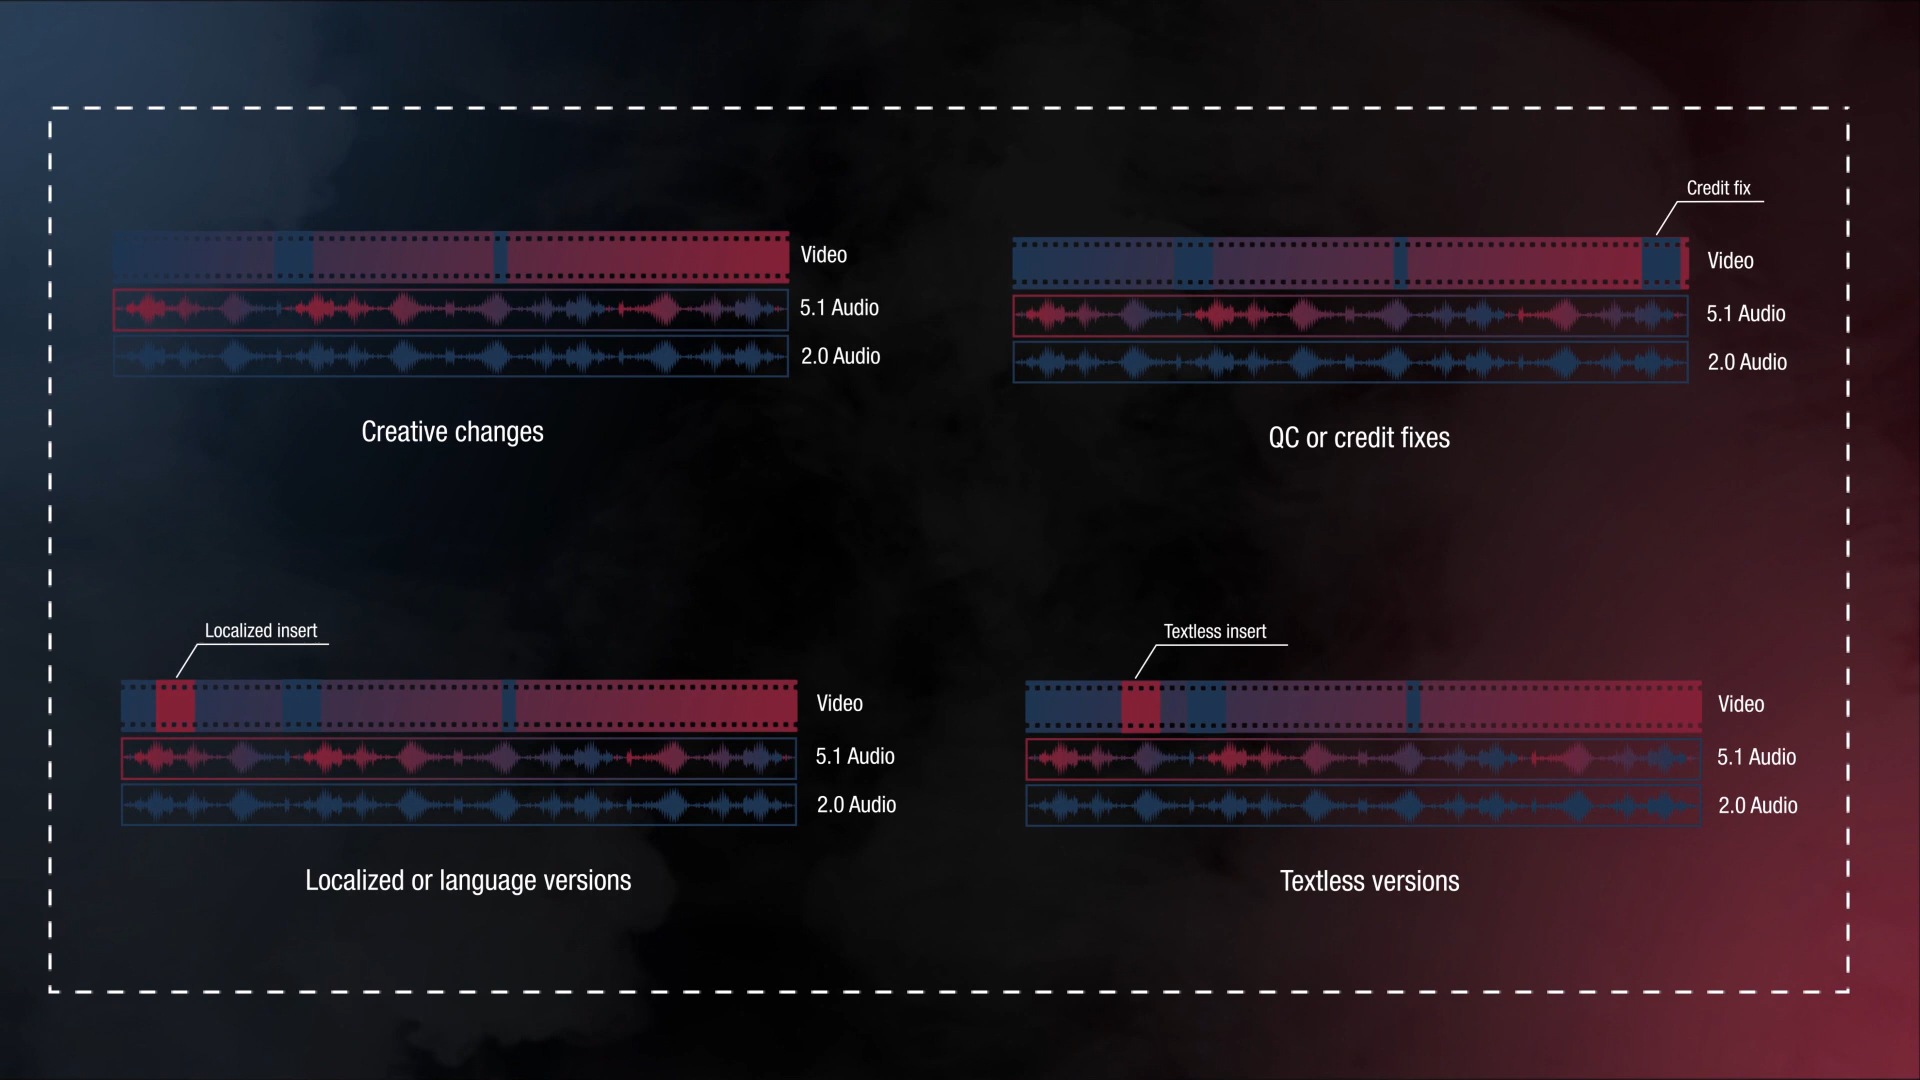 Credit fix
Video
5.1 Audio
2.0 Audio
Creative changes
Video
5.1 Audio
2.0 Audio
QC or credit fixes
Localized insert
Video
5.1 Audio
2.0 Audio
Localized or language versions
Textless insert
Video
5.1 Audio
2.0 Audio
Textless versions